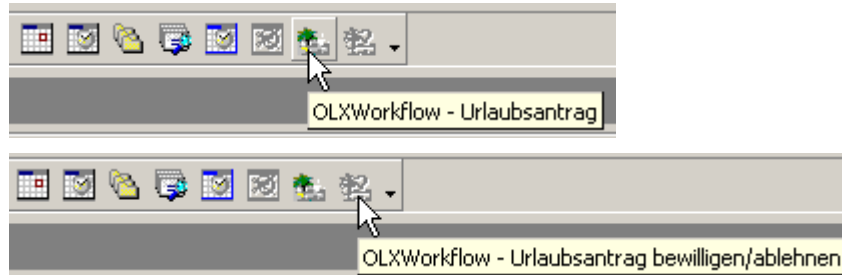 OLXWorkflow - Urlaubsantrag
OLXWorkflow - Urlaubsantrag bewilligen/ablehnen